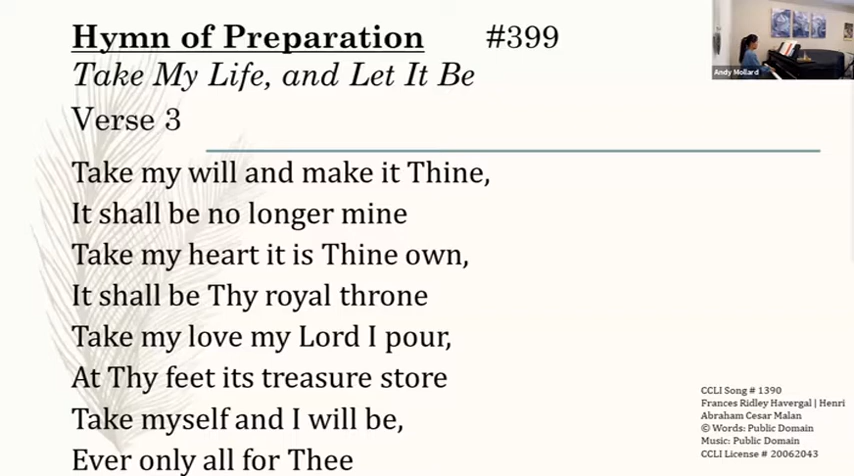 Hymn of Preparation #399
Take My Life, and Let It Be
Verse 3
Take my will and make it Thine,
It shall be no longer mine
Take my heart it is Thine own,
It shall be Thy royal throne
Take my love my Lord I pour,
At Thy feet its treasure store
Take myself and I will be,
Ever only all for Thee
Andy Mollard
CCLI Song # 1390
Frances Ridley Havergal | Henri
Abraham Cesar Malan
© Words: Public Domain
Music: Public Domain
CCLI License # 20062043